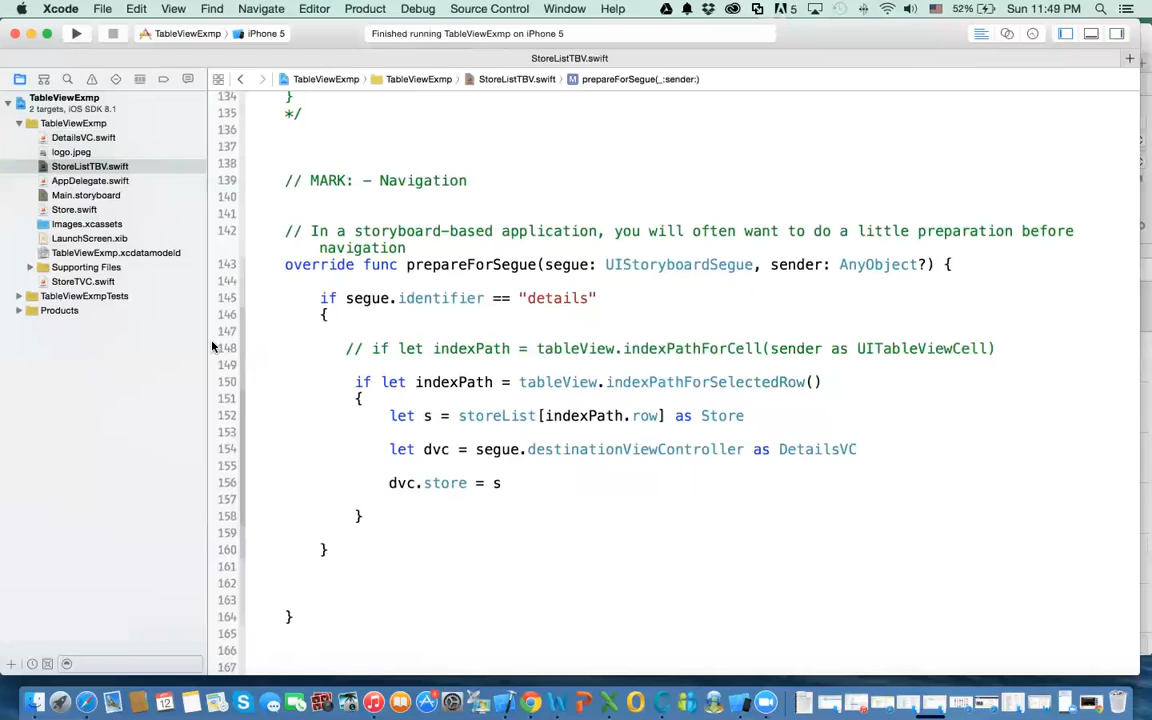 Xcode File Edit View Find Navigate Editor Product Debug Source Control Window Help 5 52% Sun 11:49 PM
TableViewExmp iPhone 5 Finished running TableViewExmp on iPhone 5
StoreListTBV.swift
TableViewExmp TableViewExmp StoreListTBV.swift M prepareForSegue(_:sender:)
TableViewExmp
2 targets, iOS SDK 8.1
TableViewExmp
DetailsVC.swift
logo.jpeg
StoreListTBV.swift
AppDelegate.swift
Main.storyboard
Store.swift
Images.xcassets
LaunchScreen.xib
TableViewExmp.xcdatamodeld
Supporting Files
StoreTVC.swift
TableViewExmpTests
Products
134 }
135 */
136
137
138
139 // MARK: - Navigation
140
141
142 // In a storyboard-based application, you will often want to do a little preparation before
navigation
143 override func prepareForSegue(segue: UIStoryboardSegue, sender: AnyObject?) {
144
145 if segue.identifier == "details"
146 {
147
148 // if let indexPath = tableView.indexPathForCell(sender as UITableViewCell)
149
150 if let indexPath = tableView.indexPathForSelectedRow()
151 {
152 let s = storeList[indexPath.row] as Store
153
154 let dvc = segue.destinationViewController as DetailsVC
155
156 dvc.store = s
157
158 }
159
160 }
161
162
163
164 }
165
166
167